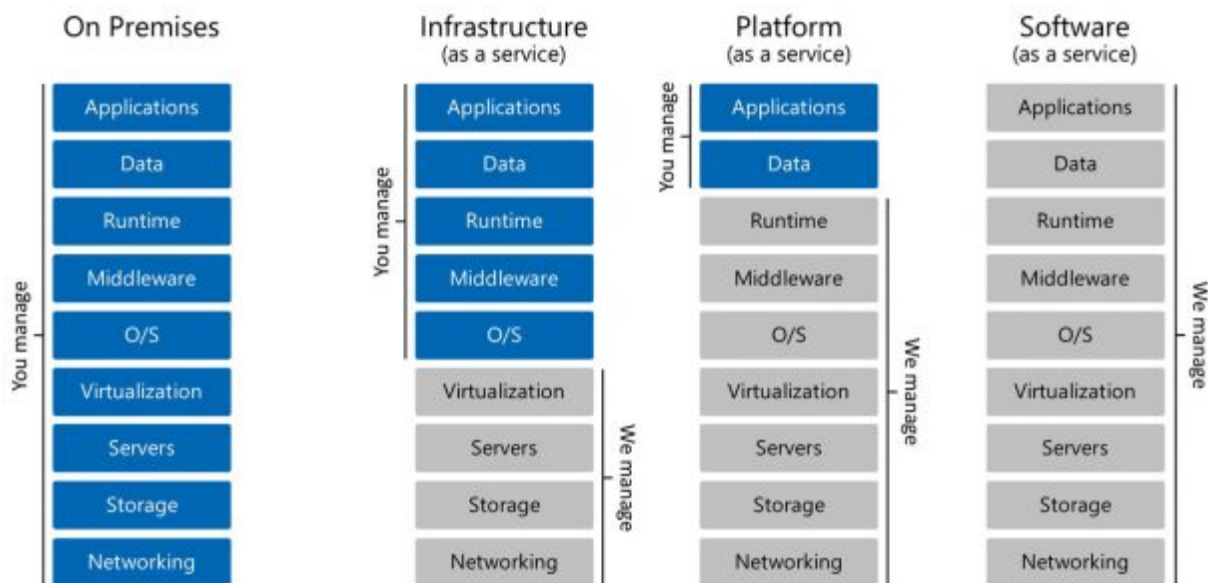 On Premises
Applications
Data
Runtime
Middleware
O/S
Virtualization
Servers
Storage
Networking
You manage
Infrastructure
(as a service)
Applications
Data
Runtime
Middleware
O/S
Virtualization
Servers
Storage
Networking
You manage
We manage
Platform
(as a service)
Applications
Data
Runtime
Middleware
O/S
Virtualization
Servers
Storage
Networking
You manage
We manage
Software
(as a service)
Applications
Data
Runtime
Middleware
O/S
Virtualization
Servers
Storage
Networking
We manage